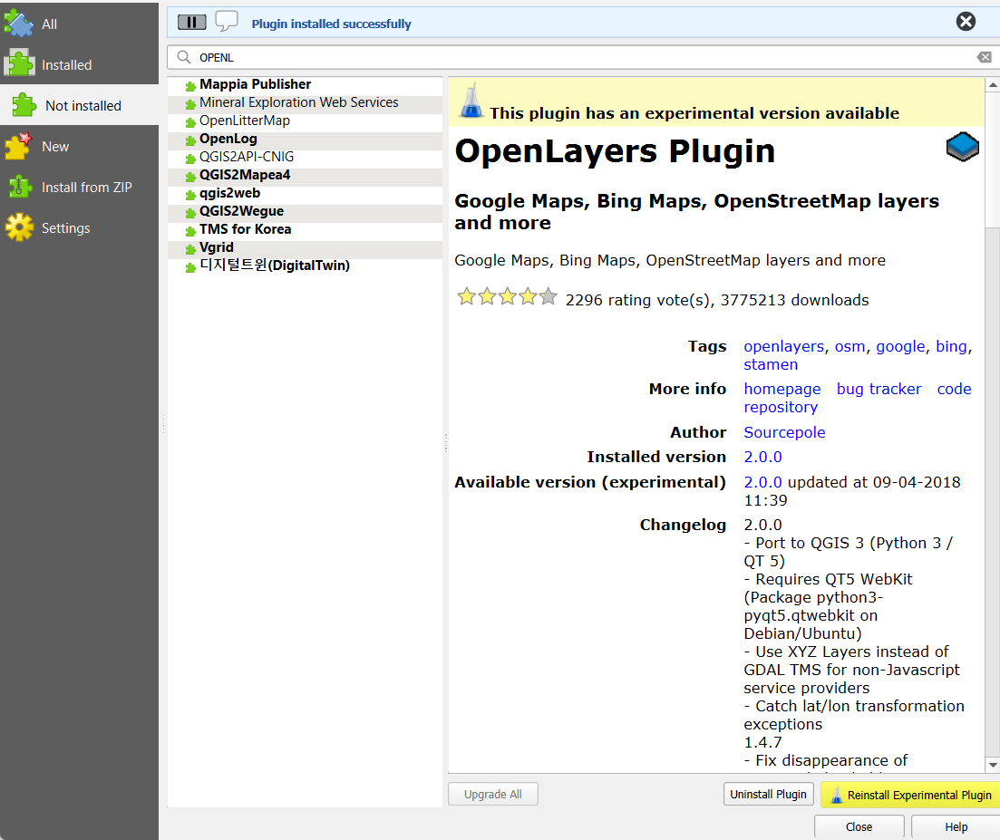 All
Installed
Not installed
New
Install from ZIP
Settings
Plugin installed successfully
OPENL
Mappia Publisher
Mineral Exploration Web Services
OpenLitterMap
OpenLog
QGIS2API-CNIG
QGIS2Mapea4
qgis2web
QGIS2Wegue
TMS for Korea
Vgrid
디지털트윈(DigitalTwin)
This plugin has an experimental version available
OpenLayers Plugin
Google Maps, Bing Maps, OpenStreetMap layers
and more
Google Maps, Bing Maps, OpenStreetMap layers and more
2296 rating vote(s), 3775213 downloads
Tags openlayers, osm, google, bing,
stamen
More info homepage bug tracker code
repository
Author Sourcepole
Installed version 2.0.0
Available version (experimental) 2.0.0 updated at 09-04-2018
11:39
Changelog 2.0.0
- Port to QGIS 3 (Python 3 /
QT 5)
- Requires QT5 WebKit
(Package python3-
pyqt5.qtwebkit on
Debian/Ubuntu)
- Use XYZ Layers instead of
GDAL TMS for non-Javascript
service providers
- Catch lat/lon transformation
exceptions
1.4.7
- Fix disappearance of
Upgrade All
Uninstall Plugin
Reinstall Experimental Plugin
Close
Help